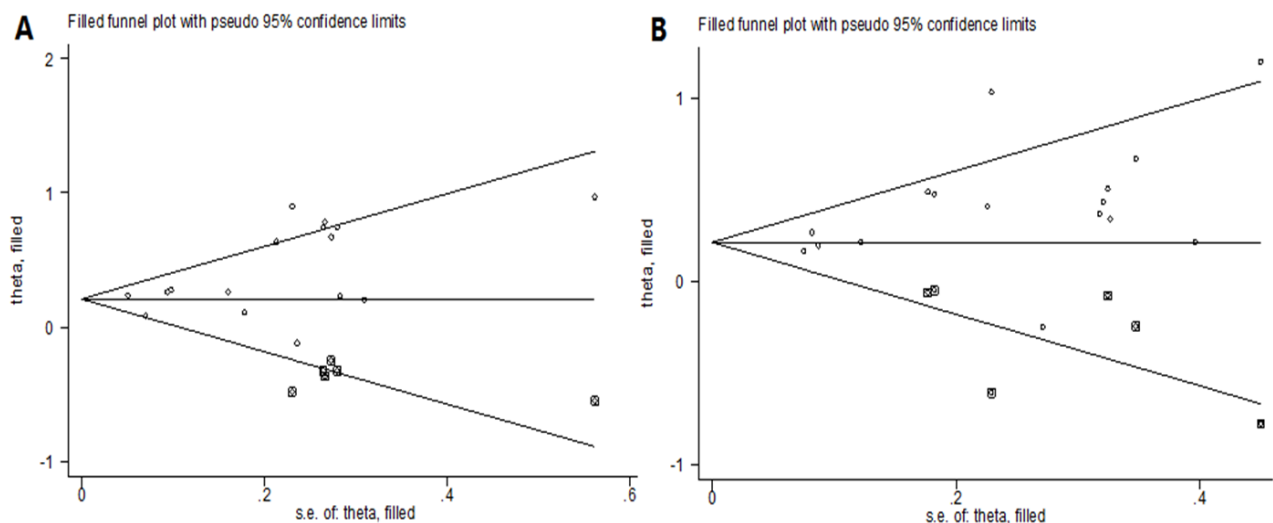 A
Filled funnel plot with pseudo 95% confidence limits
theta, filled
2
1
0
-1
0 .2 .4 .6
s.e. of: theta, filled
B
Filled funnel plot with pseudo 95% confidence limits
theta, filled
1
0
-1
0 .2 .4
s.e. of: theta, filled